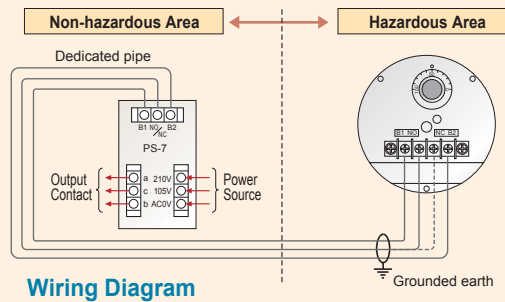 Non-hazardous Area
Hazardous Area
Dedicated pipe
B1 NO/NC B2
PS-7
Output Contact
a 210V
c 105V
b AC0V
Power Source
B1 NO NC B2
Grounded earth
Wiring Diagram